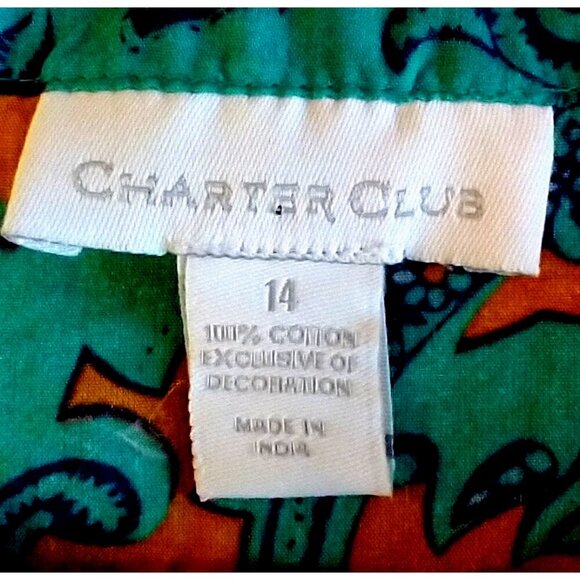 CHARTER CLUB
14
100% COTTON
EXCLUSIVE OF
DECORATION
MADE IN
INDIA